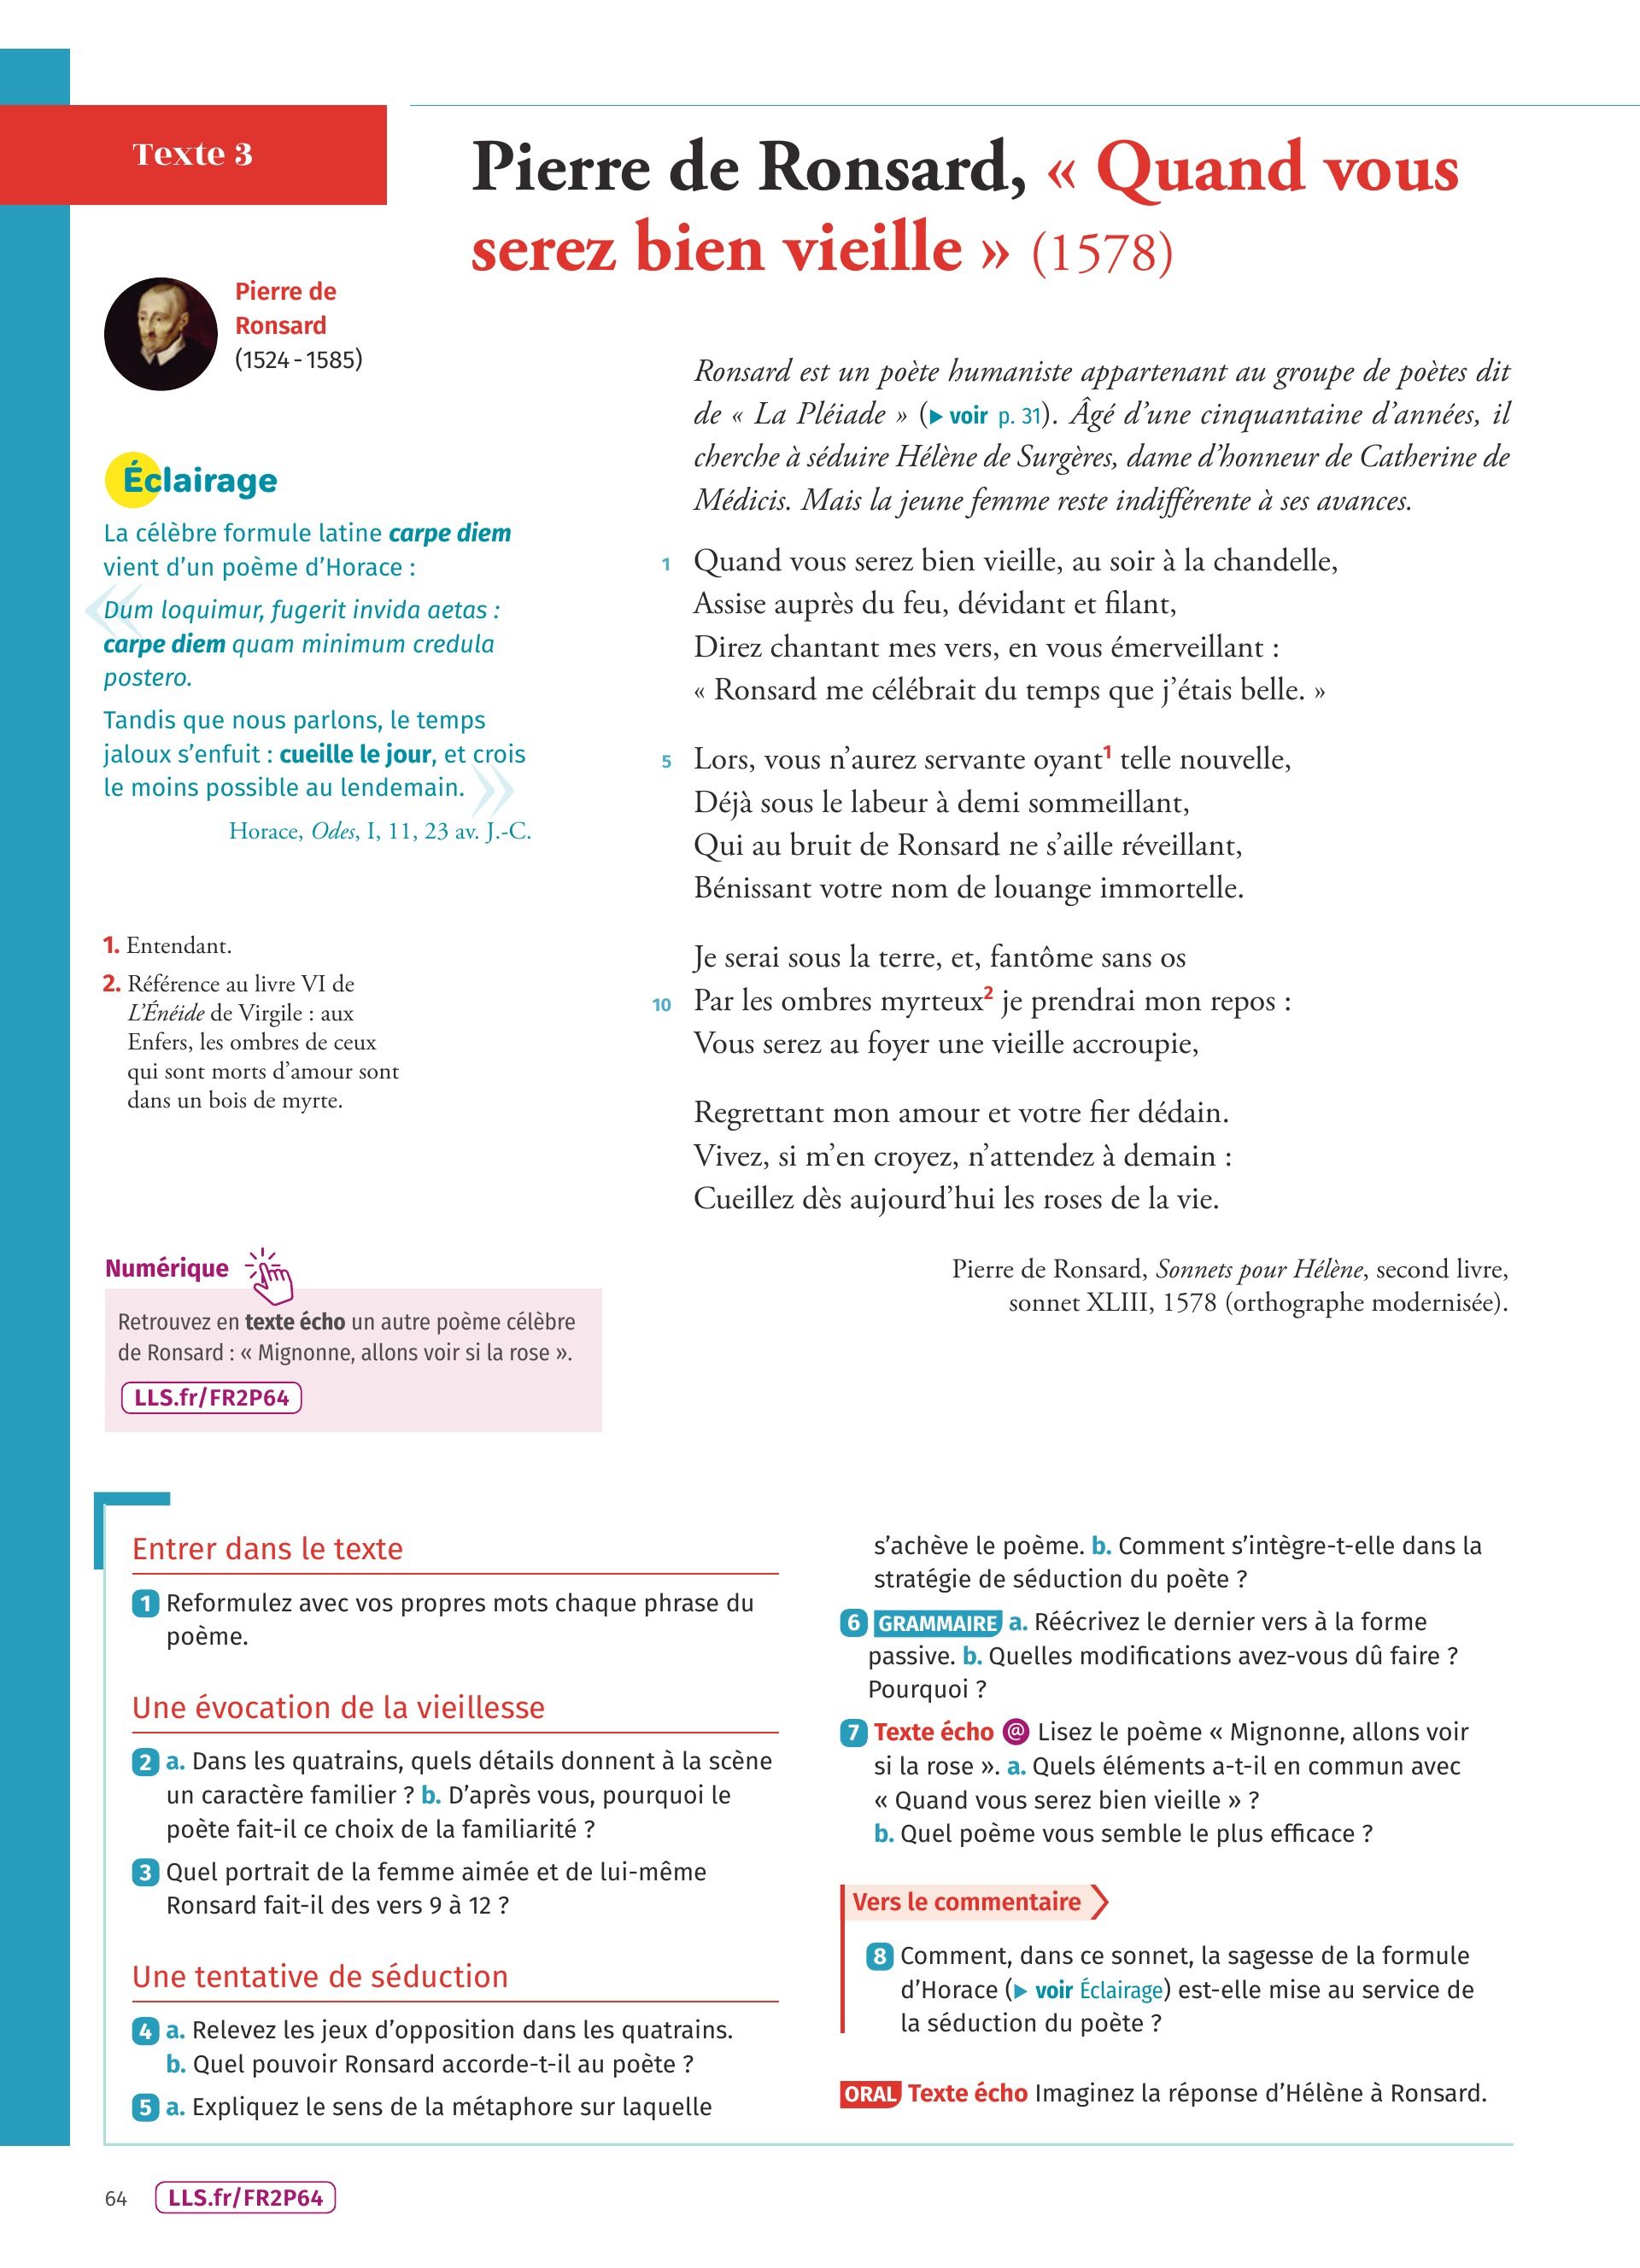 Texte 3
Pierre de Ronsard, « Quand vous
serez bien vieille » (1578)
Pierre de
Ronsard
(1524 - 1585)
Éclairage
La célèbre formule latine carpe diem
vient d’un poème d’Horace :
« Dum loquimur, fugerit invida aetas :
carpe diem quam minimum credula
postero.
Tandis que nous parlons, le temps
jaloux s’enfuit : cueille le jour, et crois
le moins possible au lendemain. »
Horace, Odes, I, 11, 23 av. J.-C.
1. Entendant.
2. Référence au livre VI de
L’Énéide de Virgile : aux
Enfers, les ombres de ceux
qui sont morts d’amour sont
dans un bois de myrte.
Numérique
Retrouvez en texte écho un autre poème célèbre
de Ronsard : « Mignonne, allons voir si la rose ».
LLS.fr/FR2P64
Ronsard est un poète humaniste appartenant au groupe de poètes dit
de « La Pléiade » (▶ voir p. 31). Âgé d’une cinquantaine d’années, il
cherche à séduire Hélène de Surgères, dame d’honneur de Catherine de
Médicis. Mais la jeune femme reste indifférente à ses avances.
1 Quand vous serez bien vieille, au soir à la chandelle,
Assise auprès du feu, dévidant et filant,
Direz chantant mes vers, en vous émerveillant :
« Ronsard me célébrait du temps que j’étais belle. »
5 Lors, vous n’aurez servante oyant1 telle nouvelle,
Déjà sous le labeur à demi sommeillant,
Qui au bruit de Ronsard ne s’aille réveillant,
Bénissant votre nom de louange immortelle.
Je serai sous la terre, et, fantôme sans os
10 Par les ombres myrteux2 je prendrai mon repos :
Vous serez au foyer une vieille accroupie,
Regrettant mon amour et votre fier dédain.
Vivez, si m’en croyez, n’attendez à demain :
Cueillez dès aujourd’hui les roses de la vie.
Pierre de Ronsard, Sonnets pour Hélène, second livre,
sonnet XLIII, 1578 (orthographe modernisée).
Entrer dans le texte
1 Reformulez avec vos propres mots chaque phrase du
poème.
Une évocation de la vieillesse
2 a. Dans les quatrains, quels détails donnent à la scène
un caractère familier ? b. D’après vous, pourquoi le
poète fait-il ce choix de la familiarité ?
3 Quel portrait de la femme aimée et de lui-même
Ronsard fait-il des vers 9 à 12 ?
Une tentative de séduction
4 a. Relevez les jeux d’opposition dans les quatrains.
b. Quel pouvoir Ronsard accorde-t-il au poète ?
5 a. Expliquez le sens de la métaphore sur laquelle
s’achève le poème. b. Comment s’intègre-t-elle dans la
stratégie de séduction du poète ?
6 GRAMMAIRE a. Réécrivez le dernier vers à la forme
passive. b. Quelles modifications avez-vous dû faire ?
Pourquoi ?
7 Texte écho @ Lisez le poème « Mignonne, allons voir
si la rose ». a. Quels éléments a-t-il en commun avec
« Quand vous serez bien vieille » ?
b. Quel poème vous semble le plus efficace ?
Vers le commentaire
8 Comment, dans ce sonnet, la sagesse de la formule
d’Horace (▶ voir Éclairage) est-elle mise au service de
la séduction du poète ?
ORAL Texte écho Imaginez la réponse d’Hélène à Ronsard.
64 LLS.fr/FR2P64